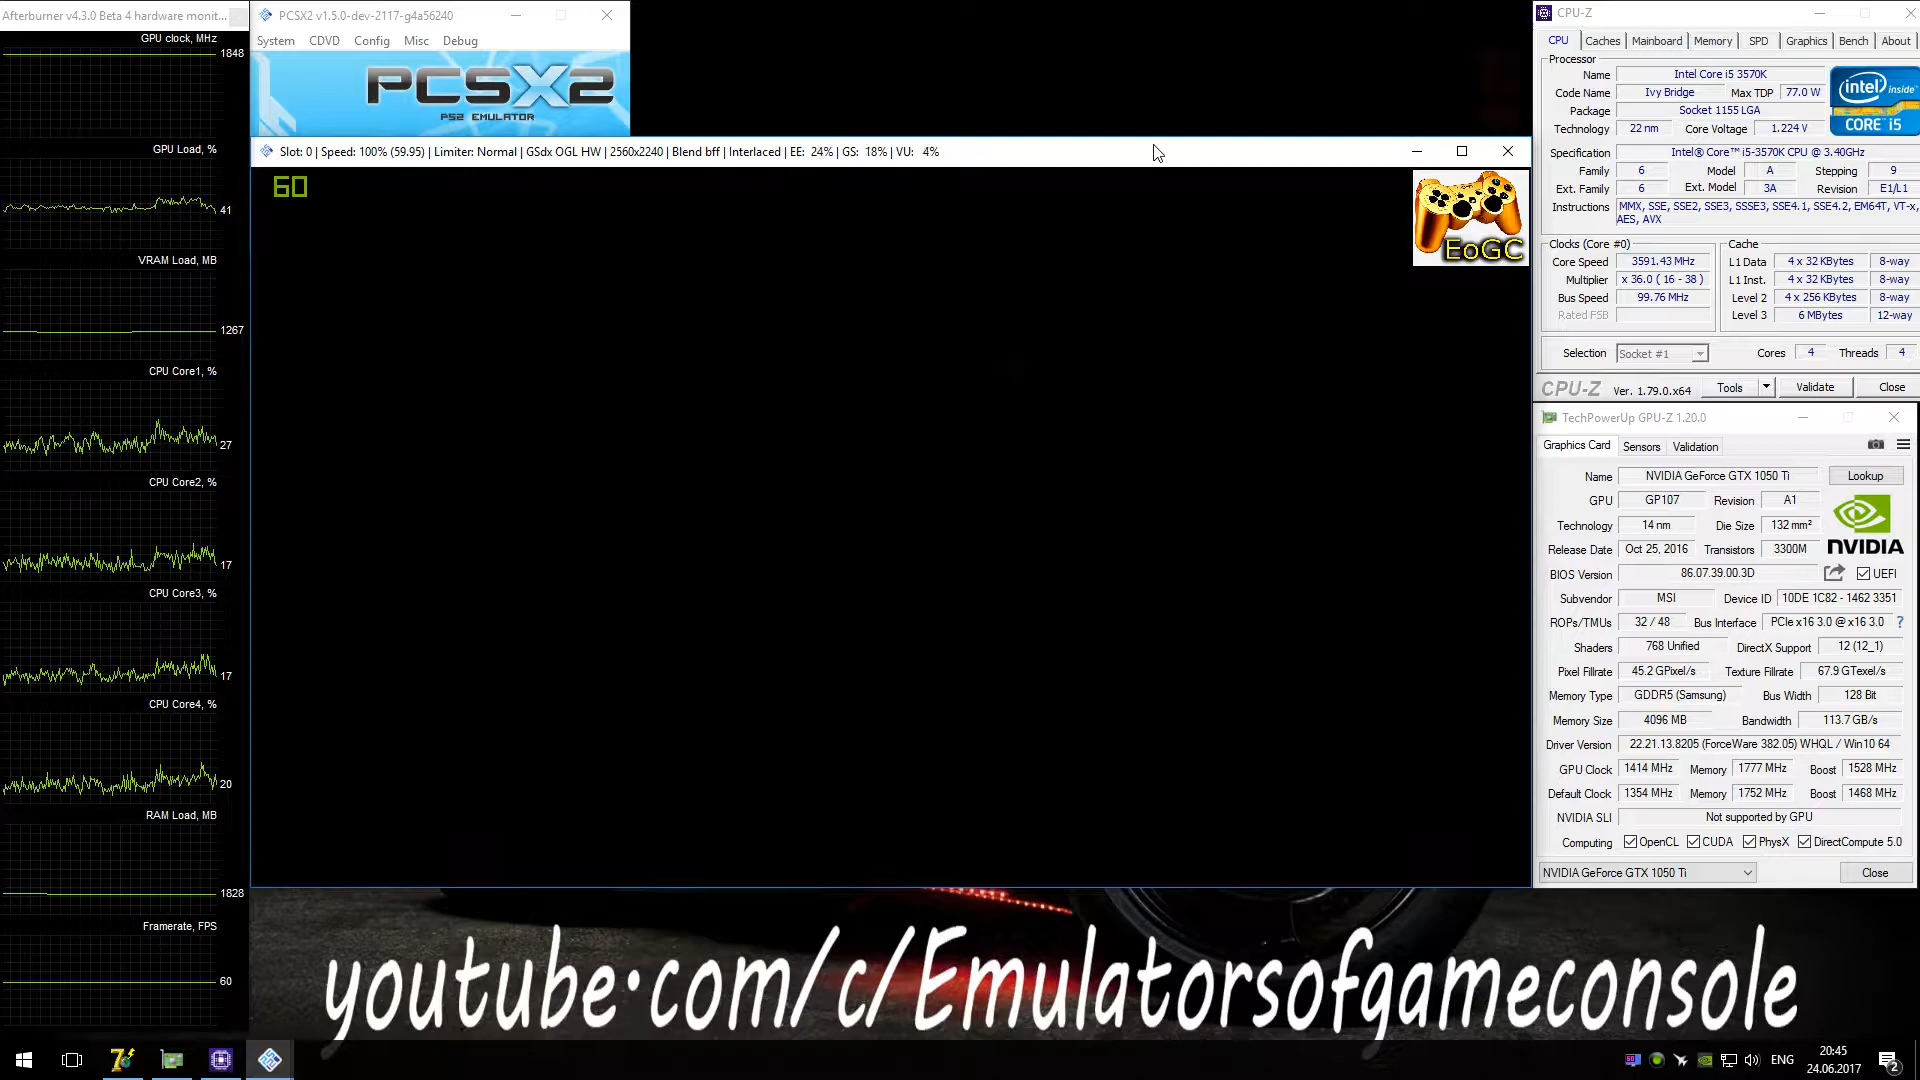 Afterburner v4.3.0 Beta 4 hardware monit...
GPU clock, MHz
1848
GPU Load, %
41
VRAM Load, MB
1267
CPU Core1, %
27
CPU Core2, %
17
CPU Core3, %
17
CPU Core4, %
20
RAM Load, MB
1828
Framerate, FPS
60
PCSX2 v1.5.0-dev-2117-g4a56240
System CDVD Config Misc Debug
PCSX2
PS2 EMULATOR
Slot: 0 | Speed: 100% (59.95) | Limiter: Normal | GSdx OGL HW | 2560x2240 | Blend bff | Interlaced | EE: 24% | GS: 18% | VU: 4%
60
EoGC
CPU-Z
CPU Caches Mainboard Memory SPD Graphics Bench About
Processor
Name Intel Core i5 3570K
Code Name Ivy Bridge Max TDP 77.0 W
Package Socket 1155 LGA
Technology 22 nm Core Voltage 1.224 V
intel inside
CORE i5
Specification Intel® Core™ i5-3570K CPU @ 3.40GHz
Family 6 Model A Stepping 9
Ext. Family 6 Ext. Model 3A Revision E1/L1
Instructions MMX, SSE, SSE2, SSE3, SSSE3, SSE4.1, SSE4.2, EM64T, VT-x,
AES, AVX
Clocks (Core #0) Cache
Core Speed 3591.43 MHz L1 Data 4 x 32 KBytes 8-way
Multiplier x 36.0 ( 16 - 38 ) L1 Inst. 4 x 32 KBytes 8-way
Bus Speed 99.76 MHz Level 2 4 x 256 KBytes 8-way
Rated FSB Level 3 6 MBytes 12-way
Selection Socket #1 Cores 4 Threads 4
CPU-Z Ver. 1.79.0.x64 Tools Validate Close
TechPowerUp GPU-Z 1.20.0
Graphics Card Sensors Validation
Name NVIDIA GeForce GTX 1050 Ti Lookup
GPU GP107 Revision A1
Technology 14 nm Die Size 132 mm²
Release Date Oct 25, 2016 Transistors 3300M
NVIDIA
BIOS Version 86.07.39.00.3D UEFI
Subvendor MSI Device ID 10DE 1C82 - 1462 3351
ROPs/TMUs 32 / 48 Bus Interface PCIe x16 3.0 @ x16 3.0 ?
Shaders 768 Unified DirectX Support 12 (12_1)
Pixel Fillrate 45.2 GPixel/s Texture Fillrate 67.9 GTexel/s
Memory Type GDDR5 (Samsung) Bus Width 128 Bit
Memory Size 4096 MB Bandwidth 113.7 GB/s
Driver Version 22.21.13.8205 (ForceWare 382.05) WHQL / Win10 64
GPU Clock 1414 MHz Memory 1777 MHz Boost 1528 MHz
Default Clock 1354 MHz Memory 1752 MHz Boost 1468 MHz
NVIDIA SLI Not supported by GPU
Computing OpenCL CUDA PhysX DirectCompute 5.0
NVIDIA GeForce GTX 1050 Ti Close
youtube.com/c/Emulatorsofgameconsole
ENG
20:45
24.06.2017
2